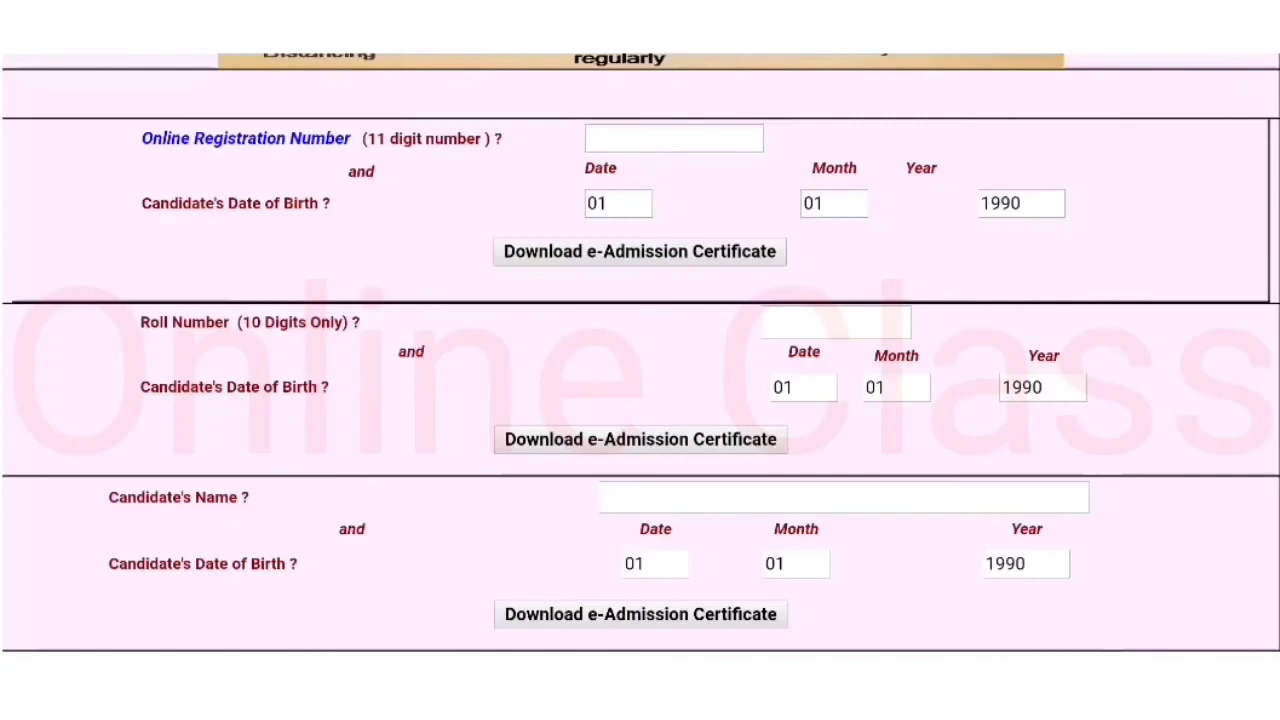 Distancing regularly
Online Registration Number (11 digit number ) ?
and Date Month Year
Candidate's Date of Birth ? 01 01 1990
Download e-Admission Certificate
Roll Number (10 Digits Only) ?
and Date Month Year
Candidate's Date of Birth ? 01 01 1990
Download e-Admission Certificate
Online Class
Candidate's Name ?
and Date Month Year
Candidate's Date of Birth ? 01 01 1990
Download e-Admission Certificate